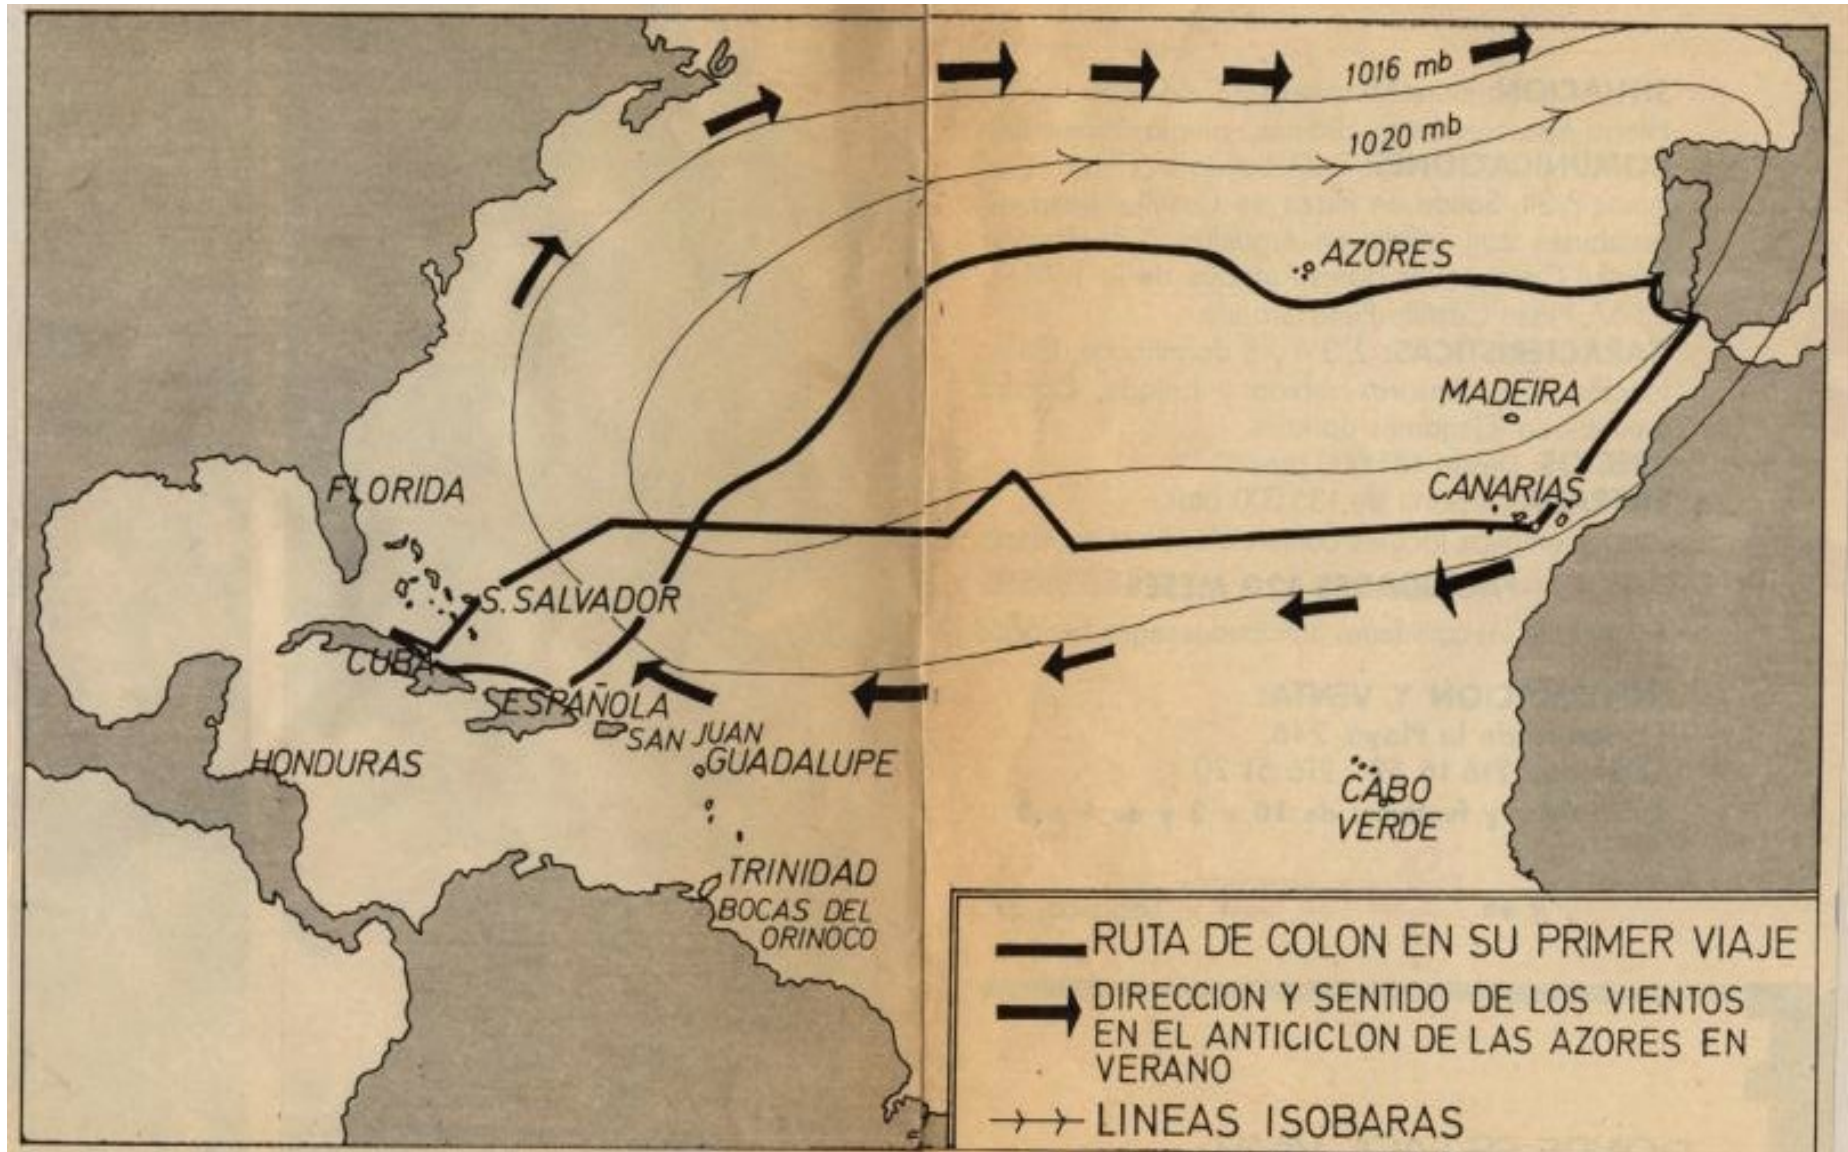 1016 mb
1020 mb
AZORES
MADEIRA
FLORIDA
CANARIAS
S. SALVADOR
CUBA
ESPAÑOLA
SAN JUAN
HONDURAS
GUADALUPE
CABO
VERDE
TRINIDAD
BOCAS DEL
ORINOCO
RUTA DE COLON EN SU PRIMER VIAJE
DIRECCION Y SENTIDO DE LOS VIENTOS
EN EL ANTICICLON DE LAS AZORES EN
VERANO
LINEAS ISOBARAS